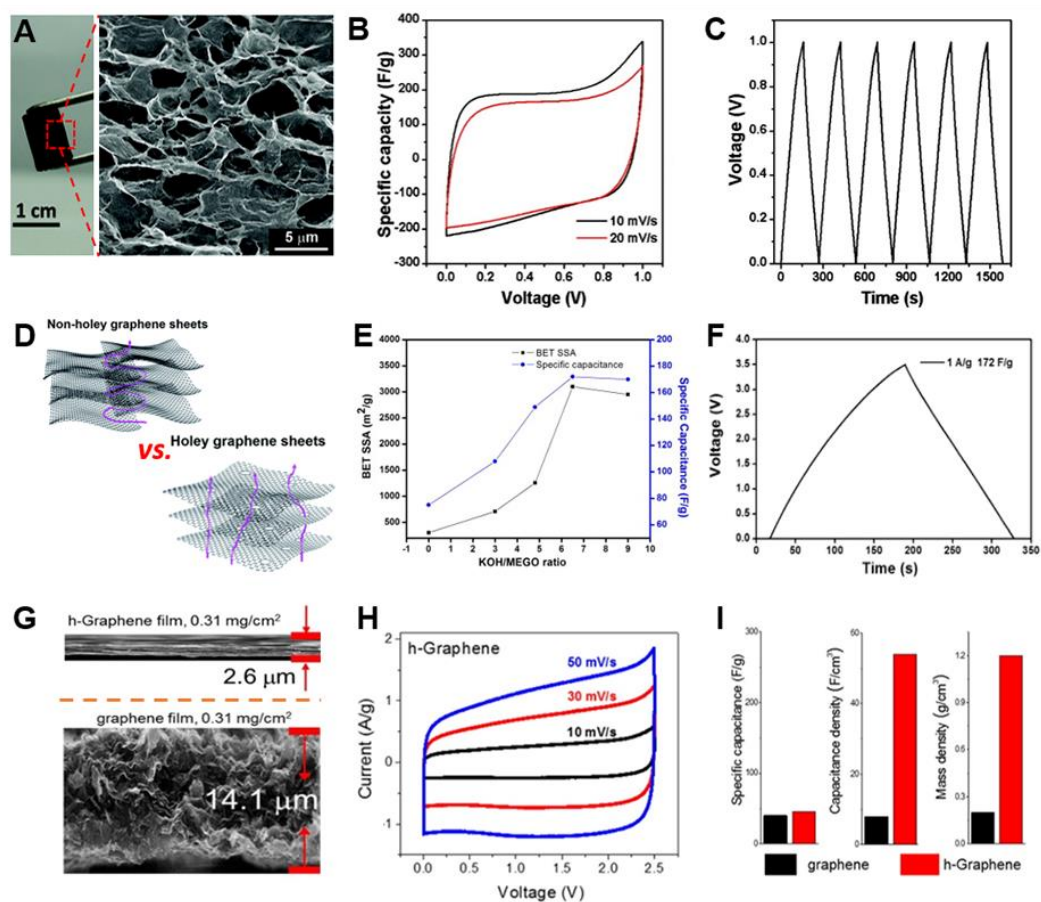 A
1 cm
5 μm
B
Specific capacity (F/g)
400
300
200
100
0
-100
-200
-300
10 mV/s
20 mV/s
0.0 0.2 0.4 0.6 0.8 1.0
Voltage (V)
C
Voltage (V)
1.0
0.8
0.6
0.4
0.2
0.0
0 300 600 900 1200 1500
Time (s)
D
Non-holey graphene sheets
vs.
Holey graphene sheets
E
BET SSA (m²/g)
4000
3500
3000
2500
2000
1500
1000
500
BET SSA
Specific capacitance
200
180
160
140
120
100
80
60
Specific Capacitance (F/g)
-1 0 1 2 3 4 5 6 7 8 9 10
KOH/MEGO ratio
F
Voltage (V)
4.0
3.5
3.0
2.5
2.0
1.5
1.0
0.5
0.0
1 A/g 172 F/g
0 50 100 150 200 250 300 350
Time (s)
G
h-Graphene film, 0.31 mg/cm²
2.6 μm
graphene film, 0.31 mg/cm²
14.1 μm
H
h-Graphene
Current (A/g)
2
1
0
-1
50 mV/s
30 mV/s
10 mV/s
0.0 0.5 1.0 1.5 2.0 2.5
Voltage (V)
I
Specific capacitance (F/g)
300
200
100
Capacitance density (F/cm³)
60
40
20
0
Mass density (g/cm³)
1.2
0.8
0.4
0.0
graphene
h-Graphene